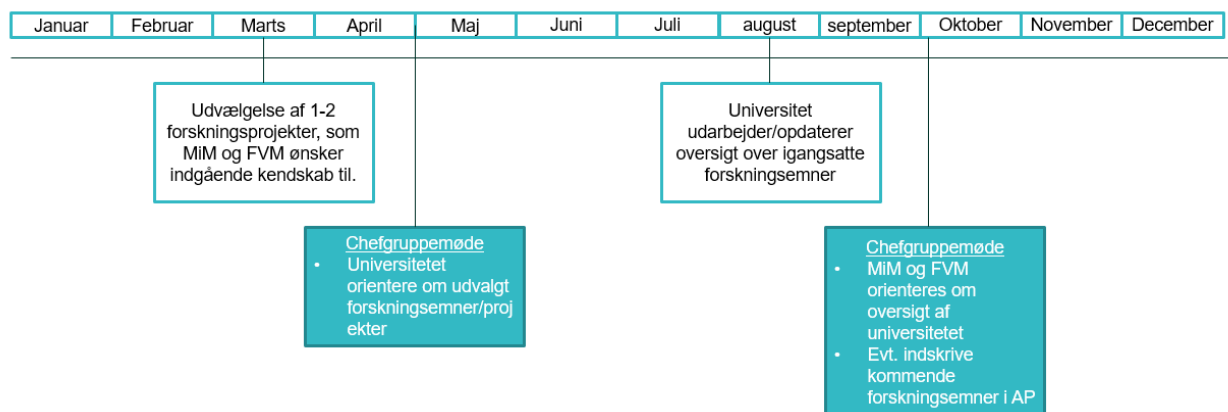 Januar Februar Marts April Maj Juni Juli august september Oktober November December
Udvælgelse af 1-2
forskningsprojekter, som
MiM og FVM ønsker
indgående kendskab til.
Universitet
udarbejder/opdaterer
oversigt over igangsatte
forskningsemner
Chefgruppemøde
• Universitetet
orientere om udvalgt
forskningsemner/proj
ekter
Chefgruppemøde
• MiM og FVM
orienteres om
oversigt af
universitetet
• Evt. indskrive
kommende
forskningsemner i AP